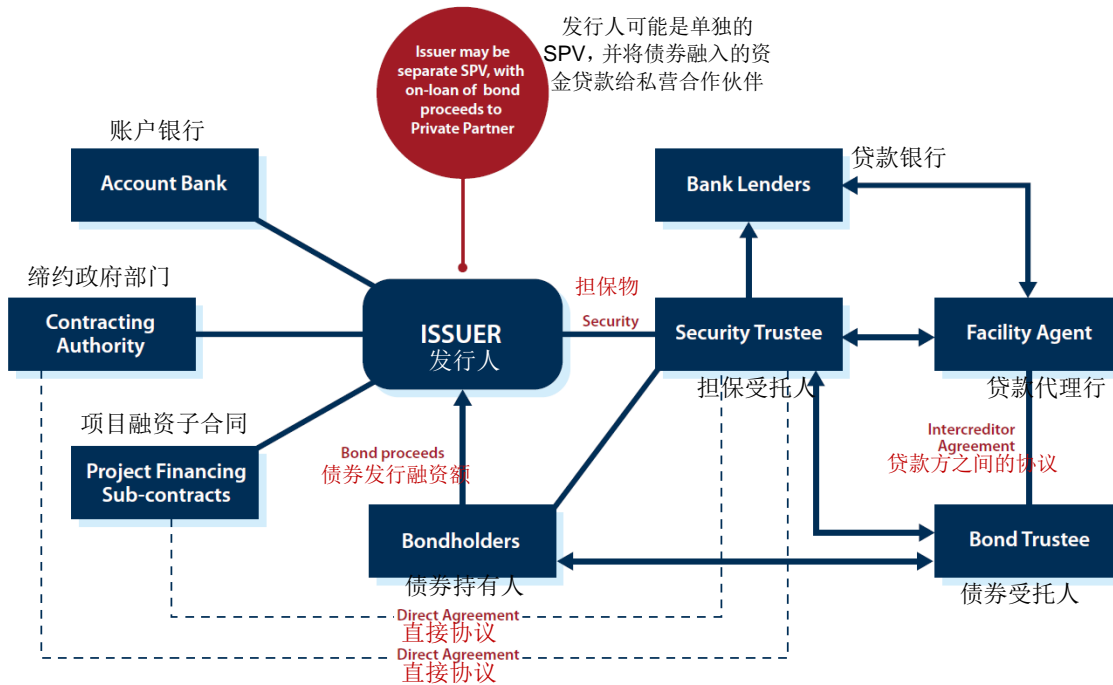 Issuer may be
separate SPV, with
on-loan of bond
proceeds to
Private Partner
发行人可能是单独的
SPV，并将债券融入的资
金贷款给私营合作伙伴
账户银行
Account Bank
贷款银行
Bank Lenders
缔约政府部门
Contracting
Authority
ISSUER
发行人
担保物
Security
Security Trustee
担保受托人
Facility Agent
贷款代理行
项目融资子合同
Project Financing
Sub-contracts
Bond proceeds
债券发行融资额
Intercreditor
Agreement
贷款方之间的协议
Bondholders
债券持有人
Bond Trustee
债券受托人
Direct Agreement
直接协议
Direct Agreement
直接协议